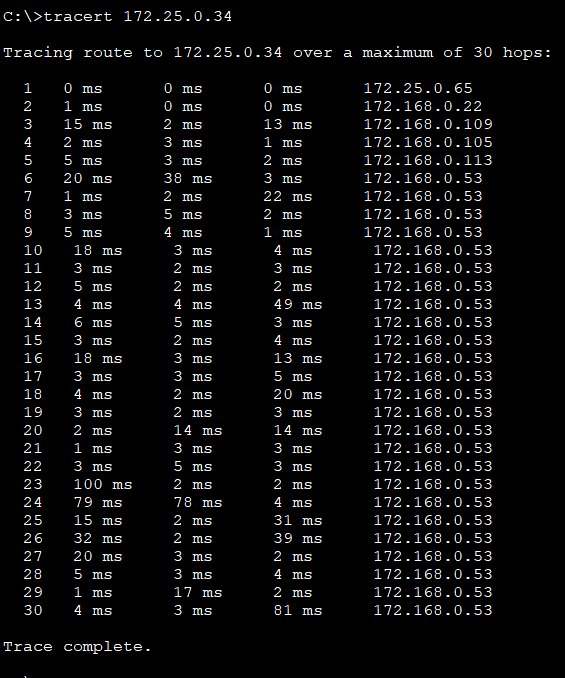 C:\>tracert 172.25.0.34
Tracing route to 172.25.0.34 over a maximum of 30 hops:
1 0 ms 0 ms 0 ms 172.25.0.65
2 1 ms 0 ms 0 ms 172.168.0.22
3 15 ms 2 ms 13 ms 172.168.0.109
4 2 ms 3 ms 1 ms 172.168.0.105
5 5 ms 3 ms 2 ms 172.168.0.113
6 20 ms 38 ms 3 ms 172.168.0.53
7 1 ms 2 ms 22 ms 172.168.0.53
8 3 ms 5 ms 2 ms 172.168.0.53
9 5 ms 4 ms 1 ms 172.168.0.53
10 18 ms 3 ms 4 ms 172.168.0.53
11 3 ms 2 ms 3 ms 172.168.0.53
12 5 ms 2 ms 2 ms 172.168.0.53
13 4 ms 4 ms 49 ms 172.168.0.53
14 6 ms 5 ms 3 ms 172.168.0.53
15 3 ms 2 ms 4 ms 172.168.0.53
16 18 ms 3 ms 13 ms 172.168.0.53
17 3 ms 3 ms 5 ms 172.168.0.53
18 4 ms 2 ms 20 ms 172.168.0.53
19 3 ms 2 ms 3 ms 172.168.0.53
20 2 ms 14 ms 14 ms 172.168.0.53
21 1 ms 3 ms 3 ms 172.168.0.53
22 3 ms 5 ms 3 ms 172.168.0.53
23 100 ms 2 ms 2 ms 172.168.0.53
24 79 ms 78 ms 4 ms 172.168.0.53
25 15 ms 2 ms 31 ms 172.168.0.53
26 32 ms 2 ms 39 ms 172.168.0.53
27 20 ms 3 ms 2 ms 172.168.0.53
28 5 ms 3 ms 4 ms 172.168.0.53
29 1 ms 17 ms 2 ms 172.168.0.53
30 4 ms 3 ms 81 ms 172.168.0.53
Trace complete.